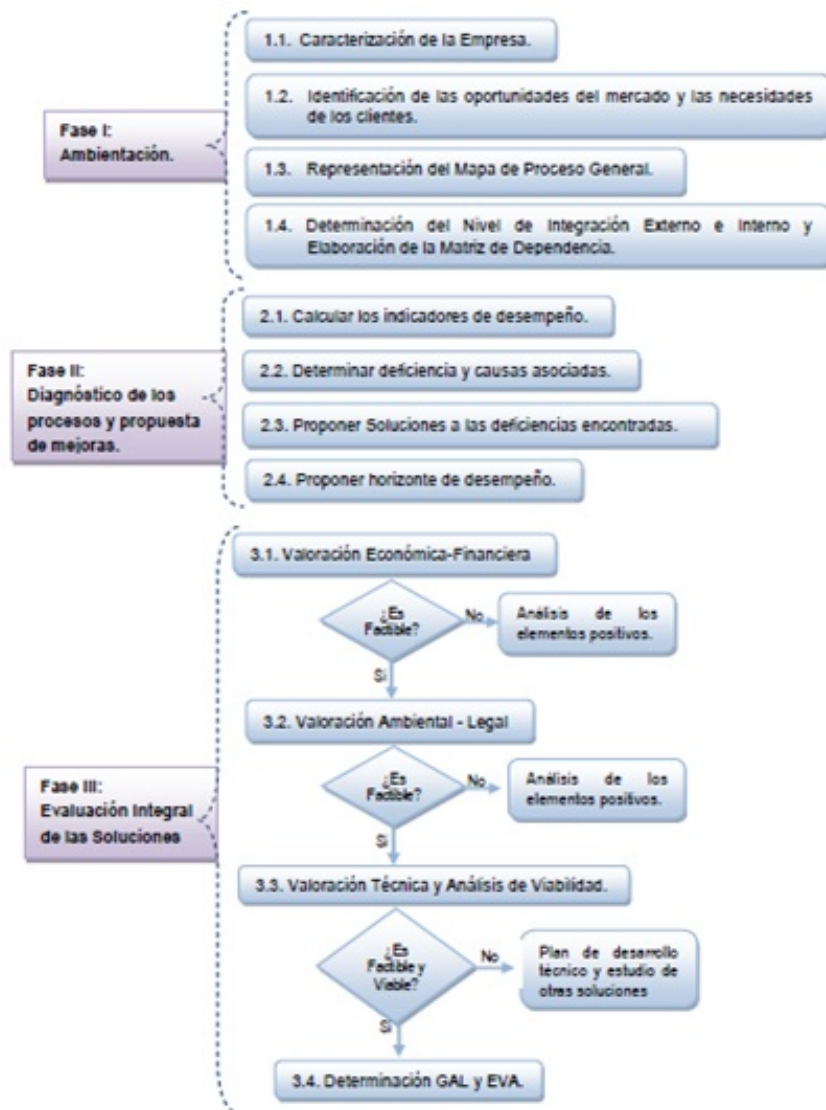 1.1. Caracterización de la Empresa.
1.2. Identificación de las oportunidades del mercado y las necesidades
de los clientes.
Fase I:
Ambientación.
1.3. Representación del Mapa de Proceso General.
1.4. Determinación del Nivel de Integración Externo e Interno y
Elaboración de la Matriz de Dependencia.
2.1. Calcular los indicadores de desempeño.
Fase II:
Diagnóstico de los
procesos y propuesta
de mejoras.
2.2. Determinar deficiencia y causas asociadas.
2.3. Proponer Soluciones a las deficiencias encontradas.
2.4. Proponer horizonte de desempeño.
3.1. Valoración Económica-Financiera
¿Es
Factible?
No
Análisis de los
elementos positivos.
Si
3.2. Valoración Ambiental - Legal
Fase III:
Evaluación Integral
de las Soluciones
¿Es
Factible?
No
Análisis de los
elementos positivos.
Si
3.3. Valoración Técnica y Análisis de Viabilidad.
¿Es
Factible y
Viable?
No
Plan de desarrollo
técnico y estudio de
otras soluciones
Si
3.4. Determinación GAL y EVA.